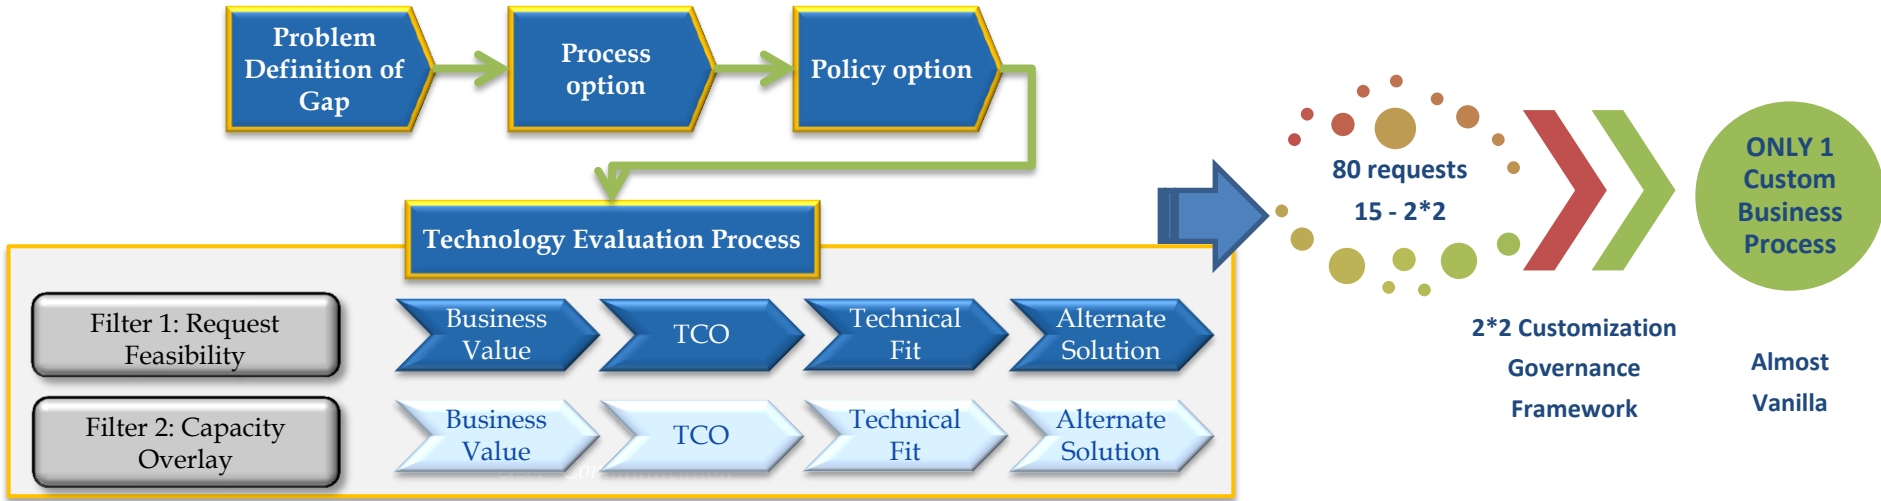 Problem
Definition of
Gap
Process
option
Policy option
Technology Evaluation Process
Filter 1: Request
Feasibility
Business
Value
TCO
Technical
Fit
Alternate
Solution
Filter 2: Capacity
Overlay
Business
Value
TCO
Technical
Fit
Alternate
Solution
80 requests
15 - 2*2
2*2 Customization
Governance
Framework
ONLY 1
Custom
Business
Process
Almost
Vanilla